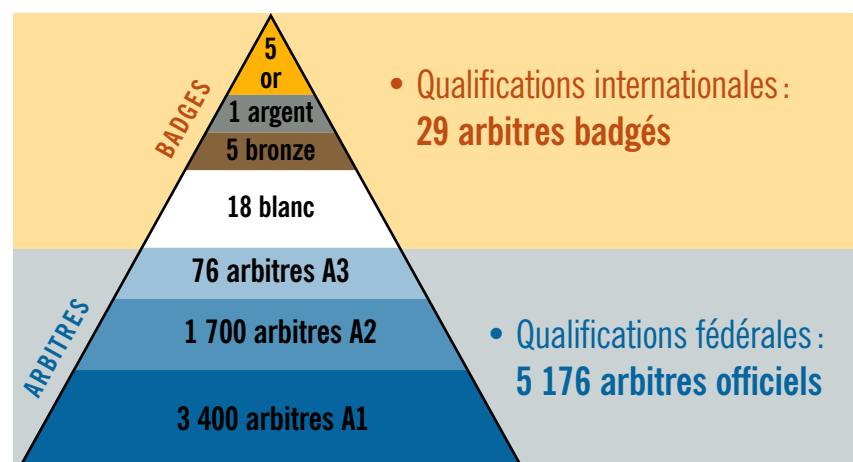 BADGES
5
or
1 argent
5 bronze
18 blanc
• Qualifications internationales :
29 arbitres badgés
ARBITRES
76 arbitres A3
1 700 arbitres A2
3 400 arbitres A1
• Qualifications fédérales :
5 176 arbitres officiels